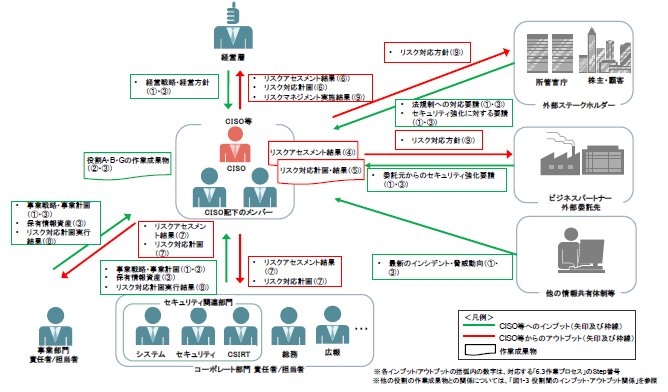 経営層
・ 経営戦略・経営方針
(①・③)
・ リスクアセスメント結果(⑥)
・ リスク対応計画(⑥)
・ リスクマネジメント実施結果(⑨)
・ リスク対応方針(⑨)
所管官庁
株主・顧客
外部ステークホルダー
・ 法規制への対応要請(①・③)
・ セキュリティ強化に対する要請
(①・③)
CISO等
CISO
CISO配下のメンバー
役割A・B・Gの作業成果物
(②・③)
リスクアセスメント結果(④)
リスク対応計画・結果(⑤)
・ リスク対応方針(⑨)
・ 委託元からのセキュリティ強化要請
(①・③)
ビジネスパートナー
外部委託先
・ 事業戦略・事業計画
(①・③)
・ 保有情報資産(③)
・ リスク対応計画実行
結果(⑧)
・ リスクアセスメント
結果(⑦)
・ リスク対応計画
(⑦)
・ 事業戦略・事業計画(①・③)
・ 保有情報資産(③)
・ リスク対応計画実行結果(⑧)
・ リスクアセスメント結果
(⑦)
・ リスク対応計画(⑦)
・ 最新のインシデント・脅威動向(①・
③)
他の情報共有体制等
事業部門
責任者/担当者
セキュリティ関連部門
システム
セキュリティ
CSIRT
総務
広報
…
コーポレート部門 責任者/担当者
<凡例>
CISO等へのインプット(矢印及び枠線)
CISO等からのアウトプット(矢印及び枠線)
作業成果物
※各インプット/アウトプットの括弧内の数字は、対応する「6.3作業プロセス」のStep番号
※他の役割の作業成果物との関係については、「図1-3 役割間のインプット・アウトプット関係」を参照